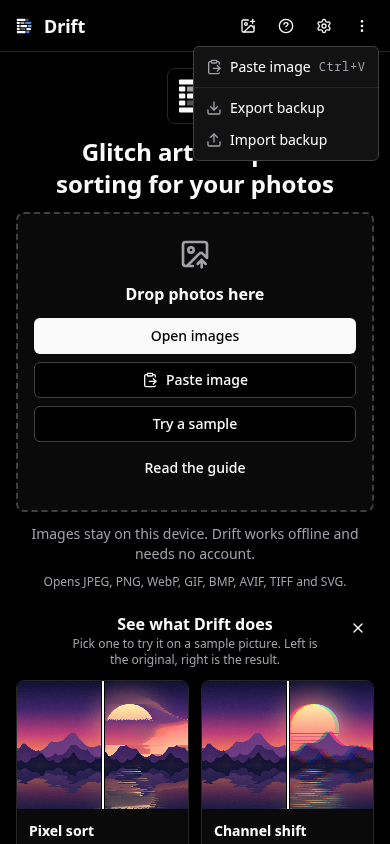 Drift
Paste image Ctrl+V
Export backup
Import backup
Glitch art
sorting for your photos
Drop photos here
Open images
Paste image
Try a sample
Read the guide
Images stay on this device. Drift works offline and
needs no account.
Opens JPEG, PNG, WebP, GIF, BMP, AVIF, TIFF and SVG.
See what Drift does
Pick one to try it on a sample picture. Left is
the original, right is the result.
Pixel sort
Channel shift